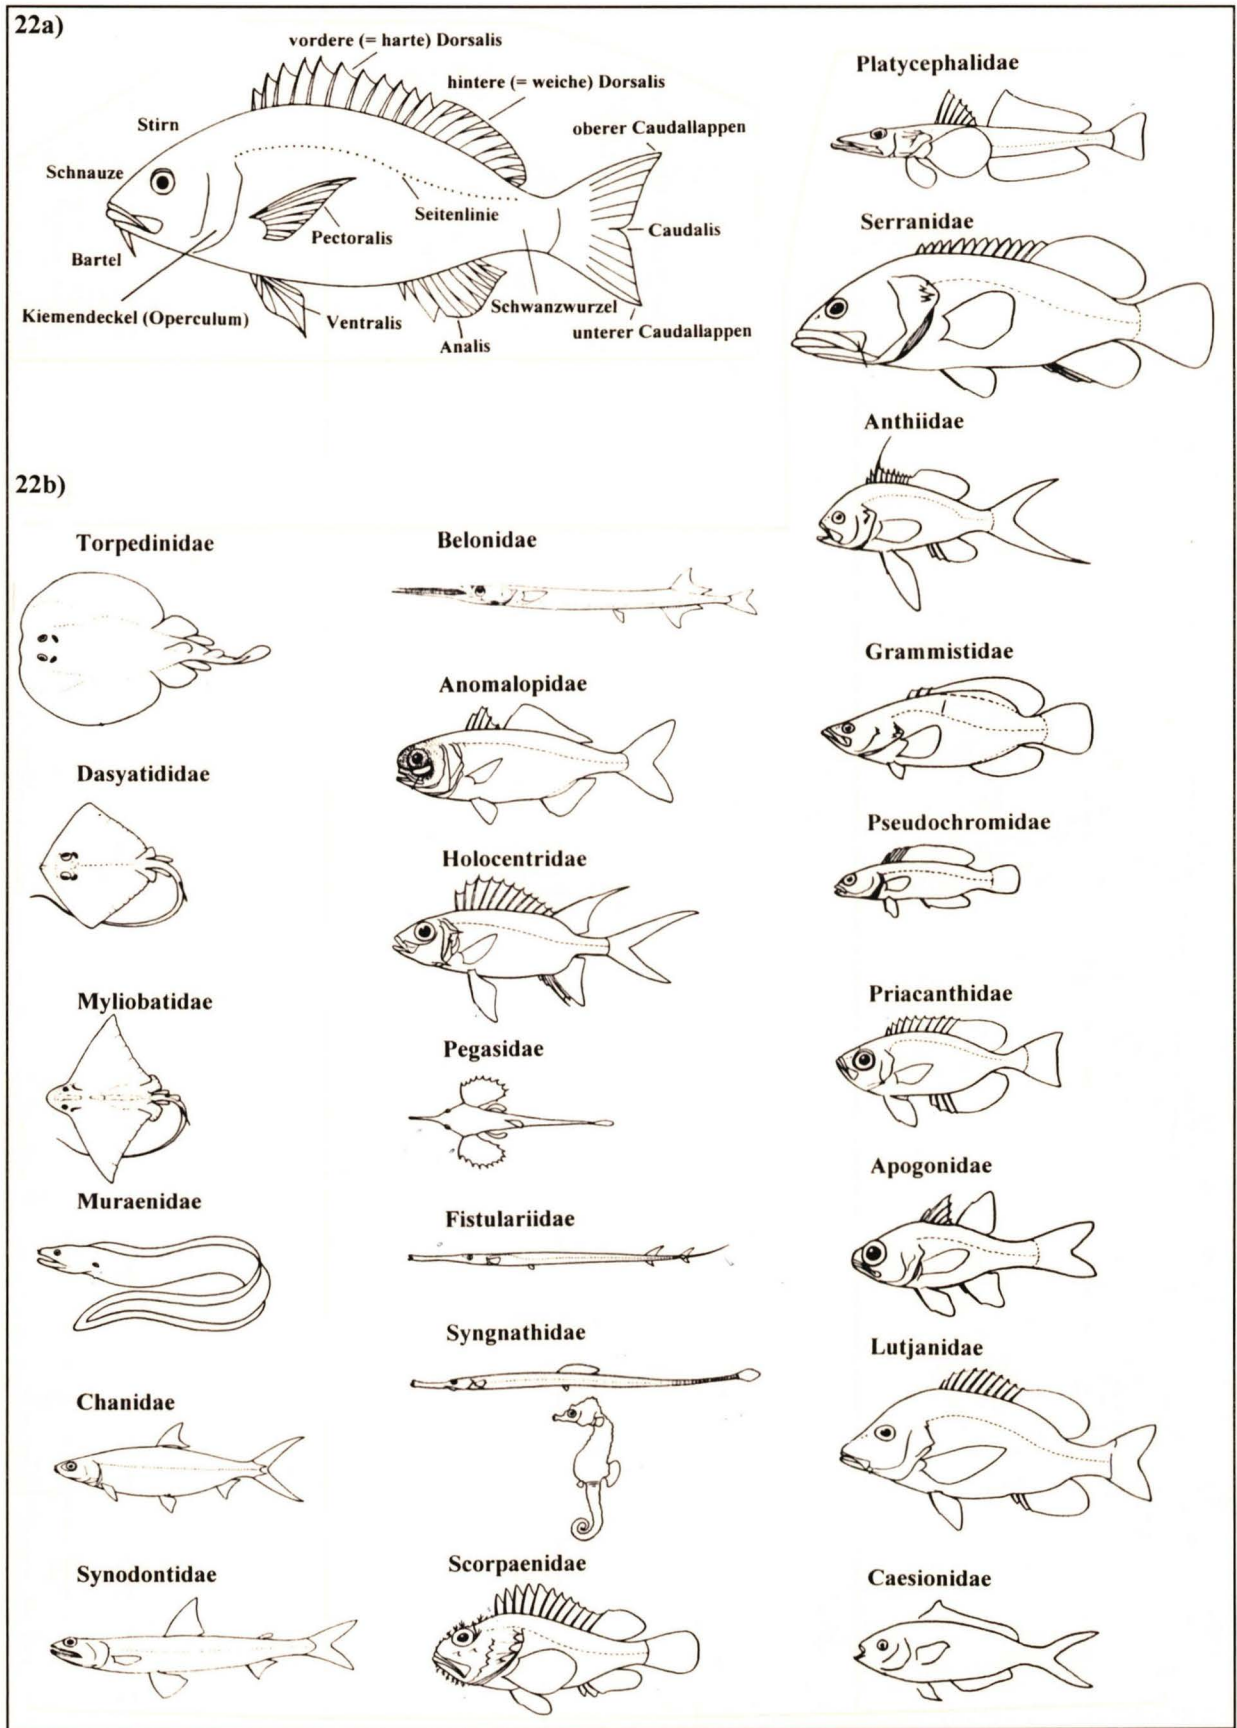 22a)
vordere (= harte) Dorsalis
hintere (= weiche) Dorsalis
Stirn
oberer Caudallappen
Schnauze
Seitenlinie
Caudalis
Pectoralis
Bartel
Schwanzwurzel
Kiemendeckel (Operculum)
Ventralis
unterer Caudallappen
Analis
22b)
Torpedinidae
Dasyatididae
Myliobatidae
Muraenidae
Chanidae
Synodontidae
Belonidae
Anomalopidae
Holocentridae
Pegasidae
Fistulariidae
Syngnathidae
Scorpaenidae
Platycephalidae
Serranidae
Anthiidae
Grammistidae
Pseudochromidae
Priacanthidae
Apogonidae
Lutjanidae
Caesionidae